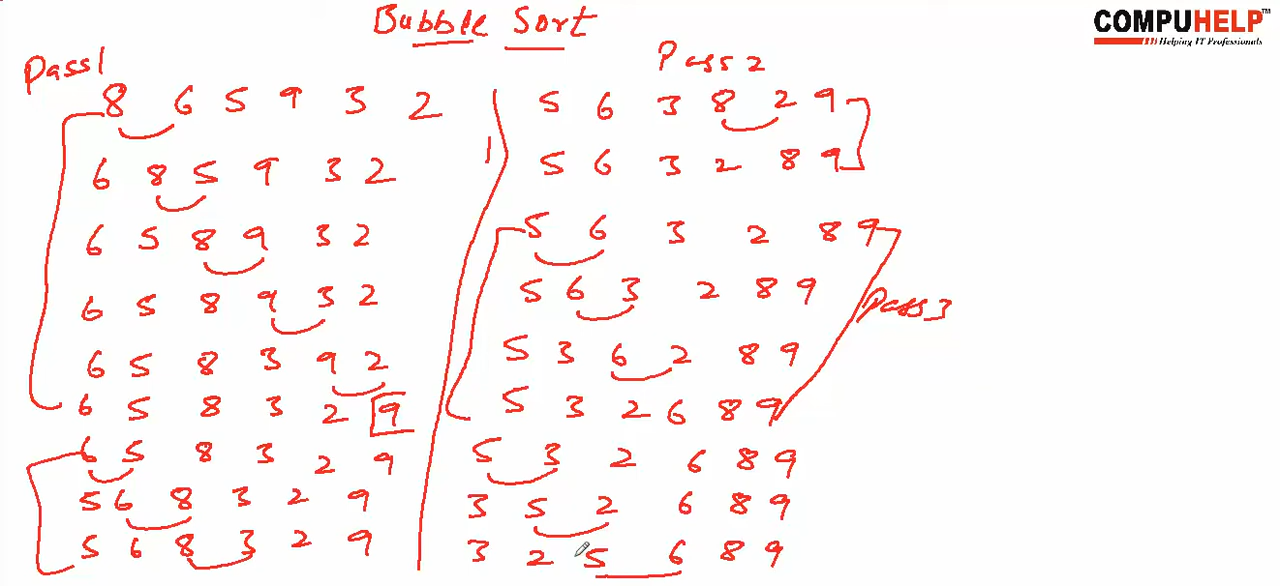 Bubble Sort
COMPUHELP™
Helping IT Professionals
Pass1
8 6 5 9 3 2
6 8 5 9 3 2
6 5 8 9 3 2
6 5 8 9 3 2
6 5 8 3 9 2
6 5 8 3 2 9
6 5 8 3 2 9
5 6 8 3 2 9
5 6 8 3 2 9
Pass 2
5 6 3 8 2 9
5 6 3 2 8 9
5 6 3 2 8 9
5 6 3 2 8 9
Pass 3
5 3 6 2 8 9
5 3 2 6 8 9
5 3 2 6 8 9
3 5 2 6 8 9
3 2 5 6 8 9